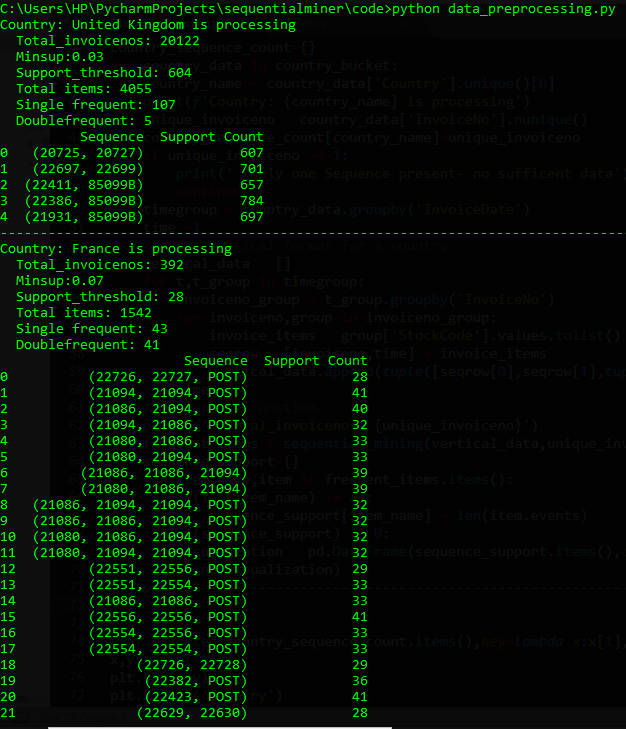 C:\Users\HP\PycharmProjects\sequentialminer\code>python data_preprocessing.py
Country: United Kingdom is processing
  Total_invoicenos: 20122
  Minsup:0.03
  Support_threshold: 604
  Total items: 4055
  Single frequent: 107
  Doublefrequent: 5
          Sequence  Support Count
0   (20725, 20727)            607
1   (22697, 22699)            701
2  (22411, 85099B)            657
3  (22386, 85099B)            784
4  (21931, 85099B)            697
------------------------------------------------------------------------------
Country: France is processing
  Total_invoicenos: 392
  Minsup:0.07
  Support_threshold: 28
  Total items: 1542
  Single frequent: 43
  Doublefrequent: 41
                       Sequence  Support Count
0           (22726, 22727, POST)             28
1           (21094, 21094, POST)             41
2           (21086, 21094, POST)             40
3           (21094, 21094, POST)             32
4           (21080, 21086, POST)             33
5           (21080, 21094, POST)             33
6          (21086, 21086, 21094)             39
7          (21080, 21086, 21094)             39
8    (21086, 21094, 21094, POST)             32
9    (21086, 21086, 21094, POST)             32
10   (21080, 21086, 21094, POST)             32
11   (21080, 21094, 21094, POST)             32
12          (22551, 22556, POST)             29
13          (22551, 22554, POST)             33
14          (21086, 21086, POST)             33
15          (22556, 22556, POST)             41
16          (22554, 22556, POST)             33
17          (22554, 22554, POST)             33
18                (22726, 22728)             29
19                 (22382, POST)             36
20                 (22423, POST)             41
21                (22629, 22630)             28